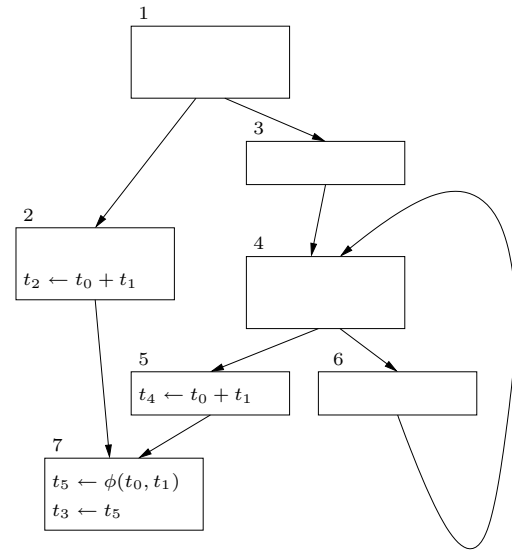 1
3
2
t₂ ← t₀ + t₁
4
5
6
t₄ ← t₀ + t₁
7
t₅ ← ϕ(t₀, t₁)
t₃ ← t₅